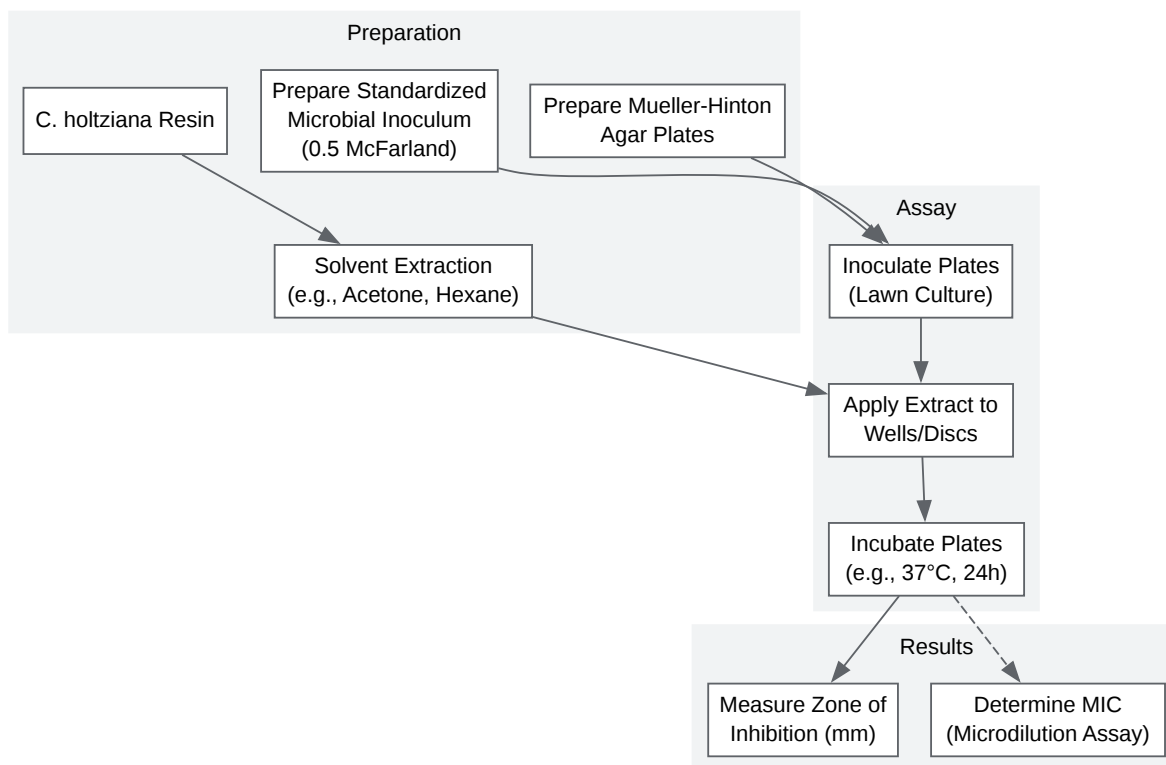 Preparation
C. holtziana Resin
Prepare Standardized
Microbial Inoculum
(0.5 McFarland)
Prepare Mueller-Hinton
Agar Plates
Solvent Extraction
(e.g., Acetone, Hexane)
Assay
Inoculate Plates
(Lawn Culture)
Apply Extract to
Wells/Discs
Incubate Plates
(e.g., 37°C, 24h)
Results
Measure Zone of
Inhibition (mm)
Determine MIC
(Microdilution Assay)